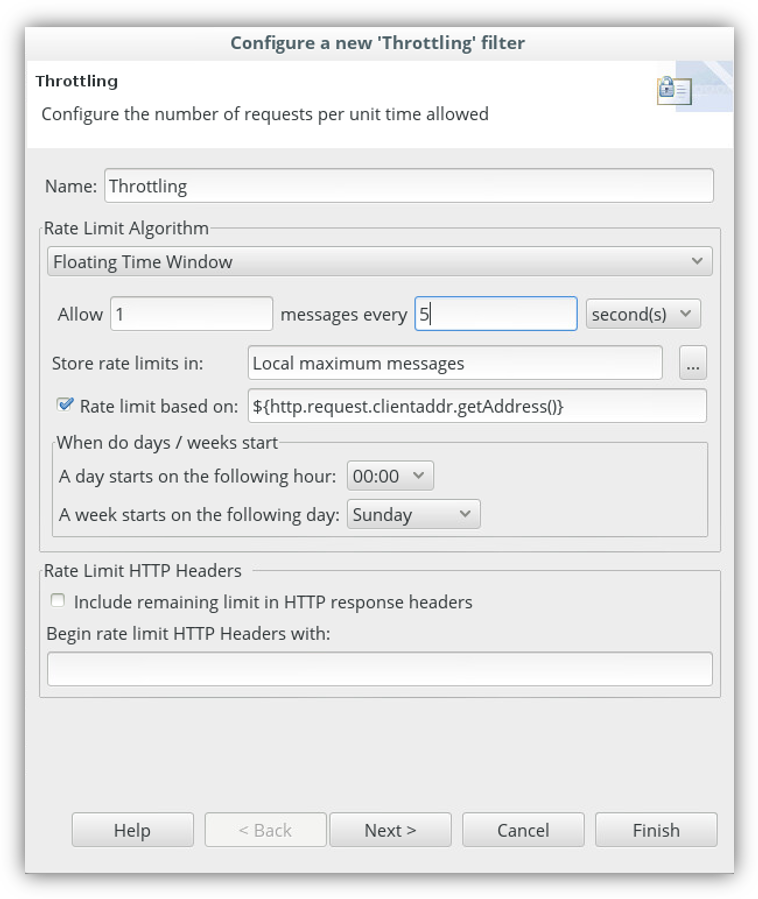 Configure a new 'Throttling' filter
Throttling
Configure the number of requests per unit time allowed
Name: Throttling
Rate Limit Algorithm
Floating Time Window
Allow 1 messages every 5 second(s)
Store rate limits in: Local maximum messages ...
Rate limit based on: ${http.request.clientaddr.getAddress()}
When do days / weeks start
A day starts on the following hour: 00:00
A week starts on the following day: Sunday
Rate Limit HTTP Headers
Include remaining limit in HTTP response headers
Begin rate limit HTTP Headers with:
Help < Back Next > Cancel Finish